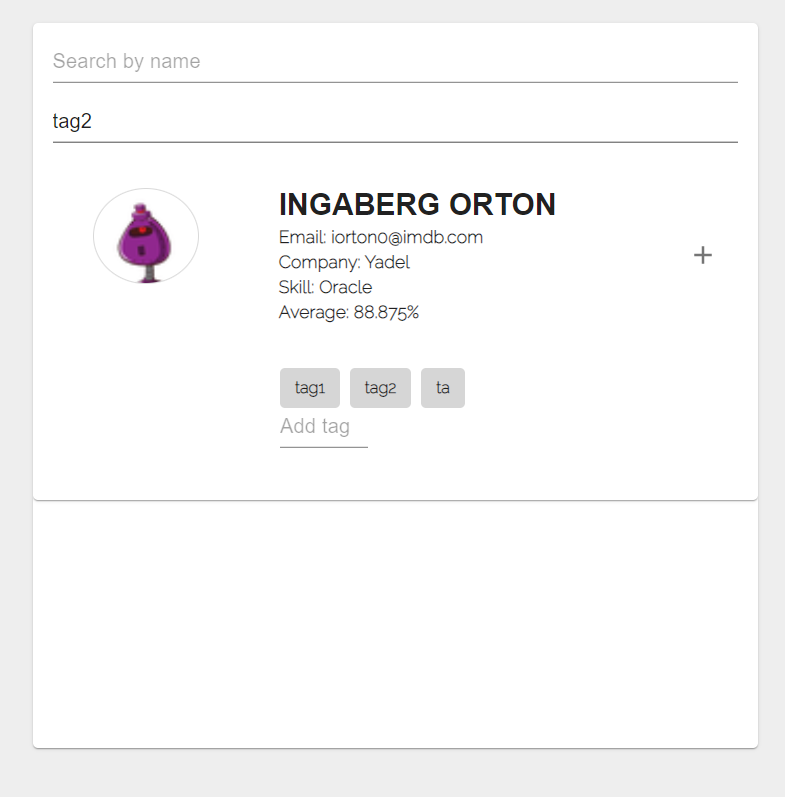 Search by name
tag2
INGABERG ORTON
Email: iorton0@imdb.com
Company: Yadel
Skill: Oracle
Average: 88.875%
tag1 tag2 ta
Add tag